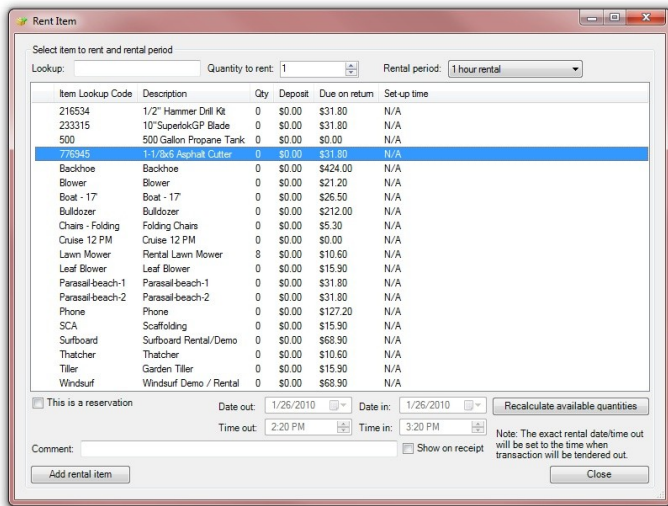 Rent Item
Select item to rent and rental period
Lookup: Quantity to rent: 1 Rental period: 1 hour rental
Item Lookup Code Description Qty Deposit Due on return Set-up time
216534 1/2" Hammer Drill Kit 0 $0.00 $31.80 N/A
233315 10"SuperlokGP Blade 0 $0.00 $31.80 N/A
500 500 Gallon Propane Tank 0 $0.00 $0.00 N/A
776945 1-1/8x6 Asphalt Cutter 0 $0.00 $31.80 N/A
Backhoe Backhoe 0 $0.00 $424.00 N/A
Blower Blower 0 $0.00 $21.20 N/A
Boat - 17' Boat - 17' 0 $0.00 $26.50 N/A
Bulldozer Bulldozer 0 $0.00 $212.00 N/A
Chairs - Folding Folding Chairs 0 $0.00 $5.30 N/A
Cruise 12 PM Cruise 12 PM 0 $0.00 $0.00 N/A
Lawn Mower Rental Lawn Mower 8 $0.00 $10.60 N/A
Leaf Blower Leaf Blower 0 $0.00 $15.90 N/A
Parasail-beach-1 Parasail-beach-1 0 $0.00 $31.80 N/A
Parasail-beach-2 Parasail-beach-2 0 $0.00 $31.80 N/A
Phone Phone 0 $0.00 $127.20 N/A
SCA Scaffolding 0 $0.00 $15.90 N/A
Surfboard Surfboard Rental/Demo 0 $0.00 $68.90 N/A
Thatcher Thatcher 0 $0.00 $10.60 N/A
Tiller Garden Tiller 0 $0.00 $15.90 N/A
Windsurf Windsurf Demo / Rental 0 $0.00 $68.90 N/A
This is a reservation Date out: 1/26/2010 Date in: 1/26/2010 Recalculate available quantities
Time out: 2:20 PM Time in: 3:20 PM
Note: The exact rental date/time out
will be set to the time when
transaction will be tendered out.
Comment: Show on receipt
Add rental item Close